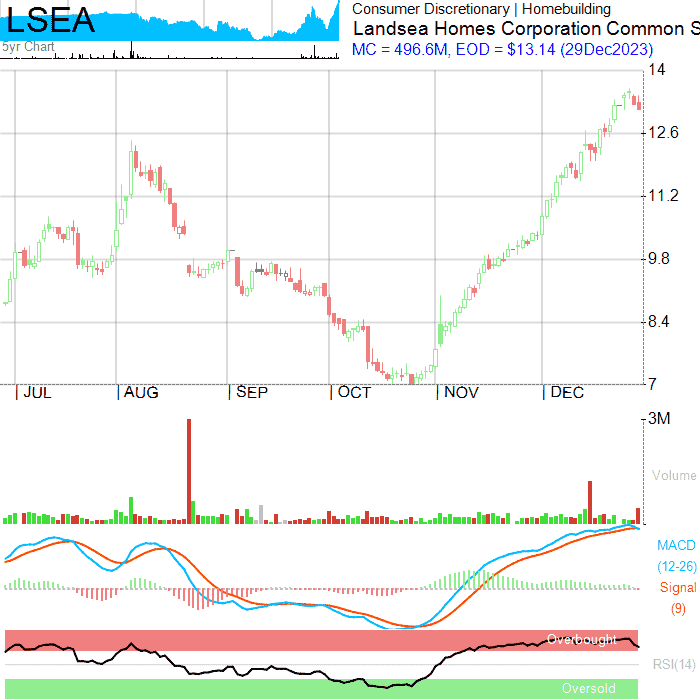 LSEA
5yr Chart
Consumer Discretionary | Homebuilding
Landsea Homes Corporation Common S
MC = 496.6M, EOD = $13.14 (29Dec2023)
14
12.6
11.2
9.8
8.4
7
JUL AUG SEP OCT NOV DEC
3M
Volume
MACD
(12-26)
Signal
(9)
Overbought
RSI(14)
Oversold